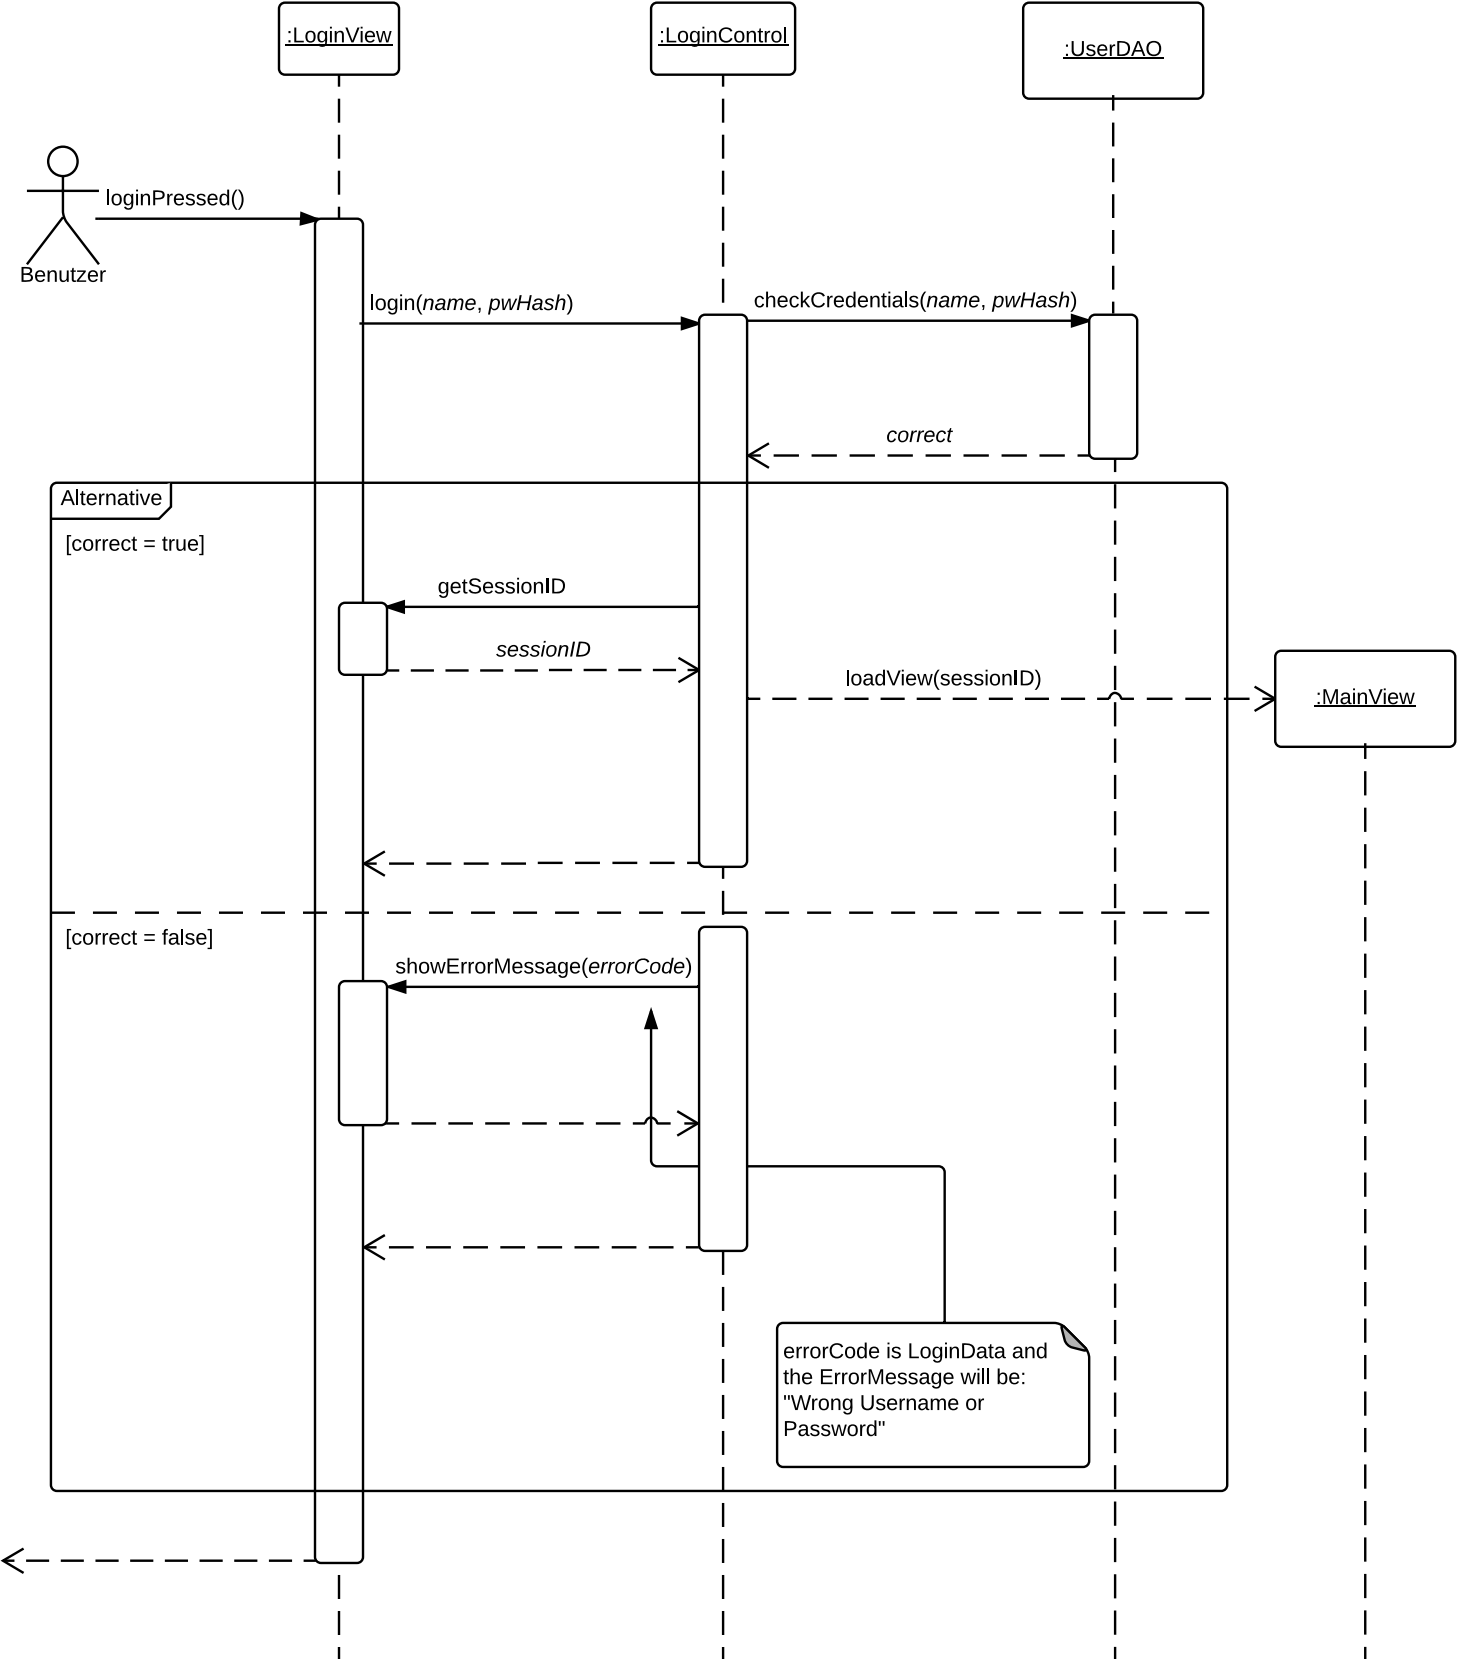 :LoginView
:LoginControl
:UserDAO
loginPressed()
Benutzer
login(name, pwHash)
checkCredentials(name, pwHash)
correct
Alternative
[correct = true]
getSessionID
sessionID
loadView(sessionID)
:MainView
[correct = false]
showErrorMessage(errorCode)
errorCode is LoginData and
the ErrorMessage will be:
"Wrong Username or
Password"